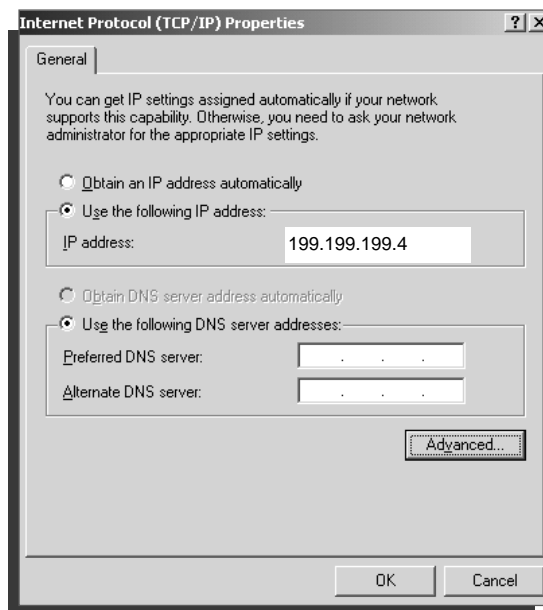 Internet Protocol (TCP/IP) Properties
General
You can get IP settings assigned automatically if your network
supports this capability. Otherwise, you need to ask your network
administrator for the appropriate IP settings.
Obtain an IP address automatically
Use the following IP address:
IP address: 199.199.199.4
Obtain DNS server address automatically
Use the following DNS server addresses:
Preferred DNS server: . . .
Alternate DNS server: . . .
Advanced...
OK Cancel